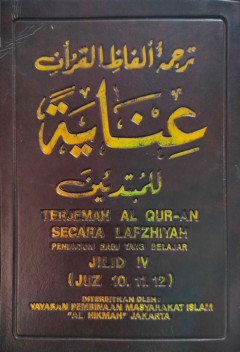 ترجمة ألفاظ القرآن
عناية
للمبتدئين
TERJEMAH AL QUR-AN
SECARA LAFZHIYAH
PENUNTUN BAGI YANG BELAJAR
JILID IV
(JUZ 10. 11. 12)
DITERBITKAN OLEH:
YAYASAN PEMBINAAN MASYARAKAT ISLAM
"AL HIKMAH" JAKARTA